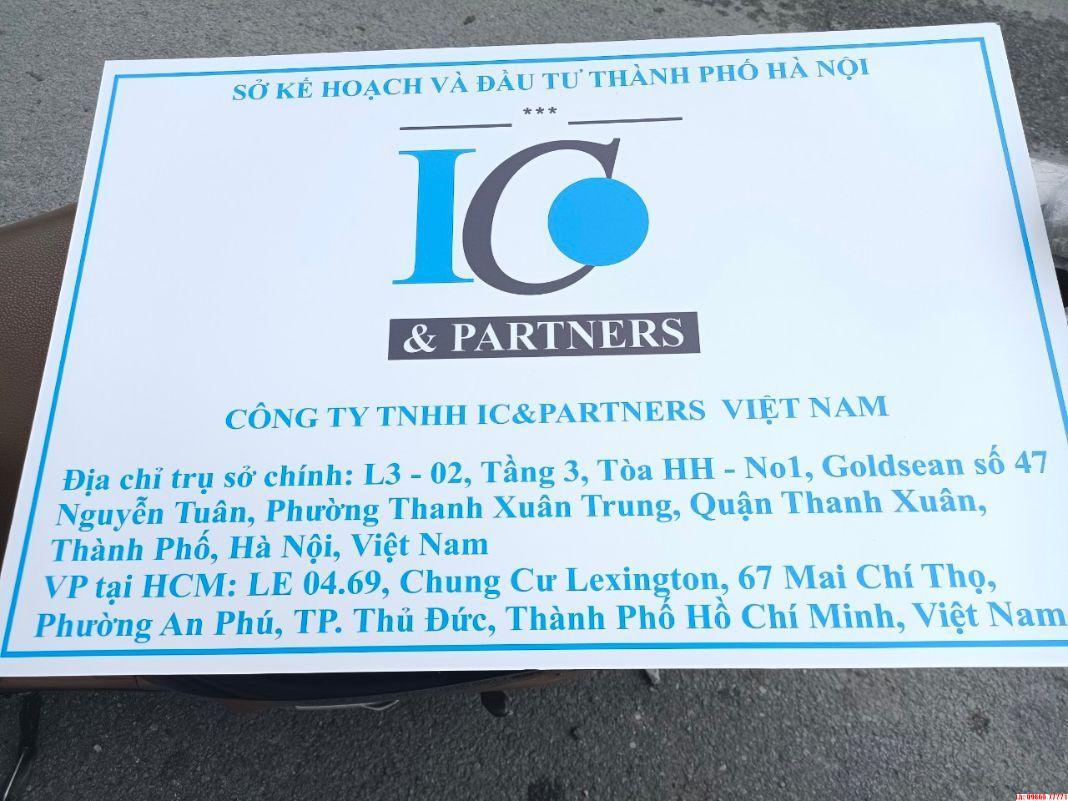 SỞ KẾ HOẠCH VÀ ĐẦU TƯ THÀNH PHỐ HÀ NỘI
***
IC
& PARTNERS
CÔNG TY TNHH IC&PARTNERS VIỆT NAM
Địa chỉ trụ sở chính: L3 - 02, Tầng 3, Tòa HH - No1, Goldsean số 47
Nguyễn Tuân, Phường Thanh Xuân Trung, Quận Thanh Xuân,
Thành Phố, Hà Nội, Việt Nam
VP tại HCM: LE 04.69, Chung Cư Lexington, 67 Mai Chí Thọ,
Phường An Phú, TP. Thủ Đức, Thành Phố Hồ Chí Minh, Việt Nam